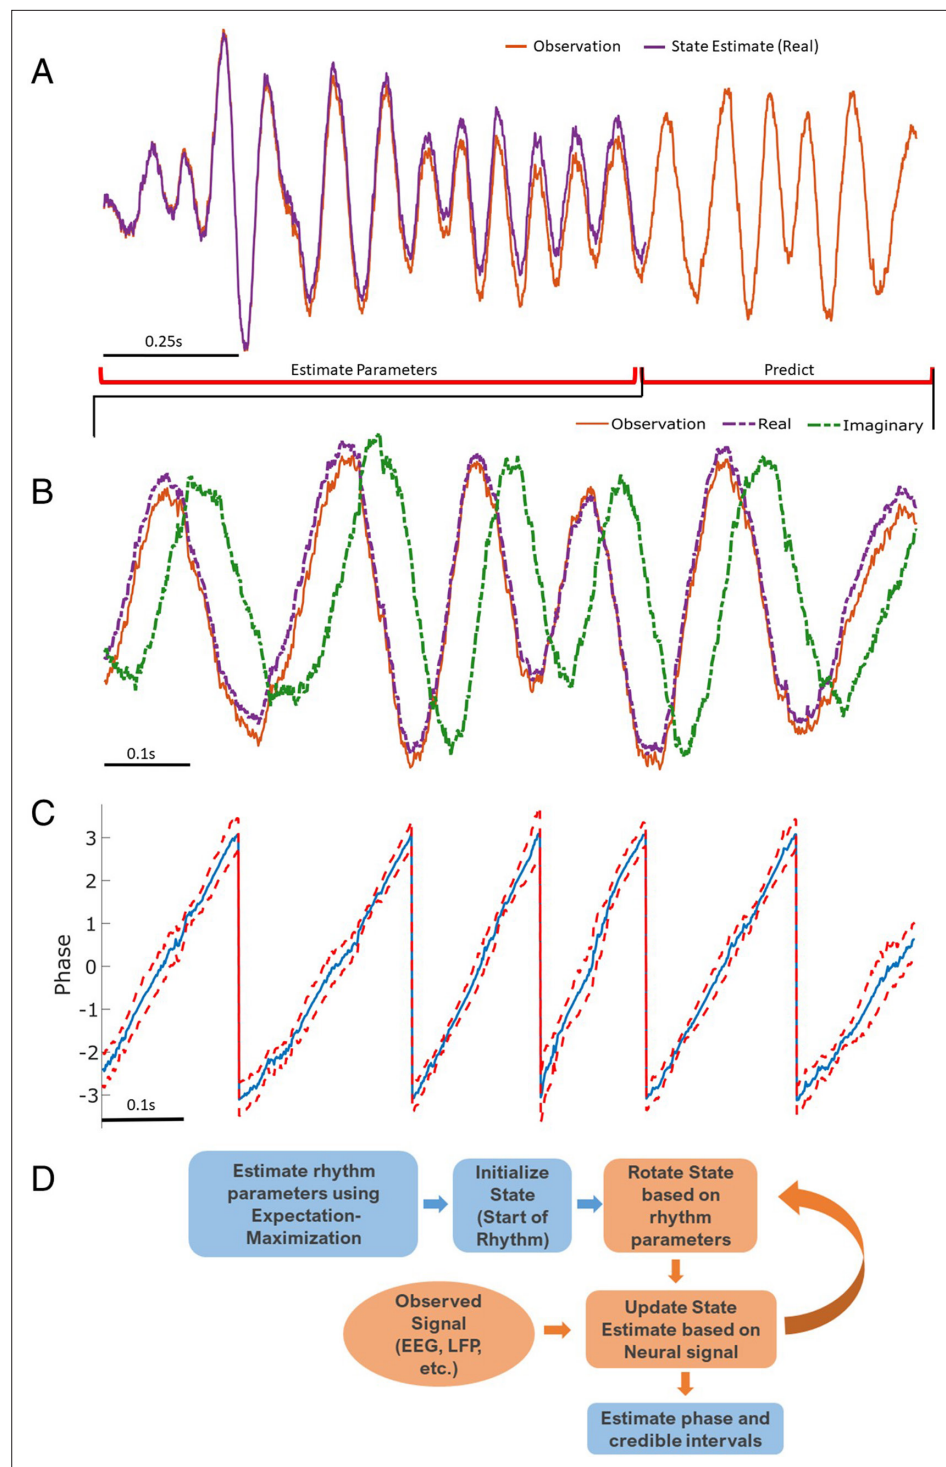 A
Observation
State Estimate (Real)
0.25s
Estimate Parameters
Predict
Observation
Real
Imaginary
B
0.1s
C
Phase
3
2
1
0
-1
-2
-3
0.1s
D
Estimate rhythm
parameters using
Expectation-
Maximization
Initialize
State
(Start of
Rhythm)
Rotate State
based on
rhythm
parameters
Observed
Signal
(EEG, LFP,
etc.)
Update State
Estimate based on
Neural signal
Estimate phase and
credible intervals